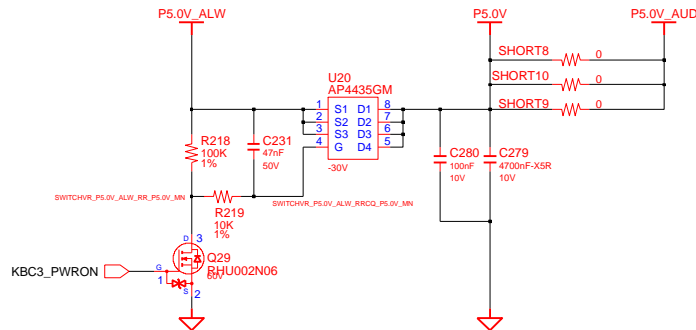 P5.0V_ALW
P5.0V
P5.0V_AUD
SHORT8 0
SHORT10 0
SHORT9 0
U20
AP4435GM
1 S1 D1 8
2 S2 D2 7
3 S3 D3 6
4 G D4 5
-30V
R218
100K
1%
C231
47nF
50V
C280
100nF
10V
C279
4700nF-X5R
10V
SWITCHVR_P5.0V_ALW_RR_P5.0V_MN
R219
10K
1%
SWITCHVR_P5.0V_ALW_RRCQ_P5.0V_MN
D 3
Q29
RHU002N06
60V
KBC3_PWRON
G
1
S
2